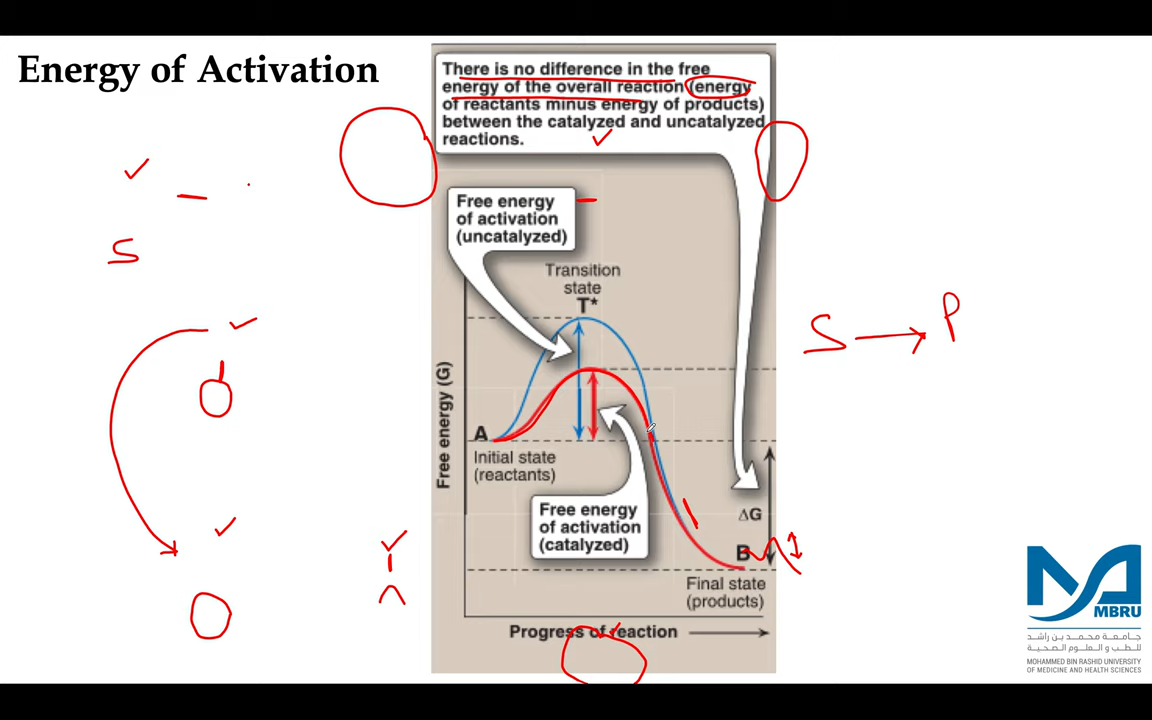 Energy of Activation
There is no difference in the free
energy of the overall reaction (energy
of reactants minus energy of products)
between the catalyzed and uncatalyzed
reactions.
Free energy
of activation
(uncatalyzed)
Transition
state
T*
S
S → P
Free energy (G)
A
Initial state
(reactants)
Free energy
of activation
(catalyzed)
ΔG
B
Final state
(products)
Progress of reaction
MBRU
جامعة محمد بن راشد
للطب و العلوم الصحية
MOHAMMED BIN RASHID UNIVERSITY
OF MEDICINE AND HEALTH SCIENCES